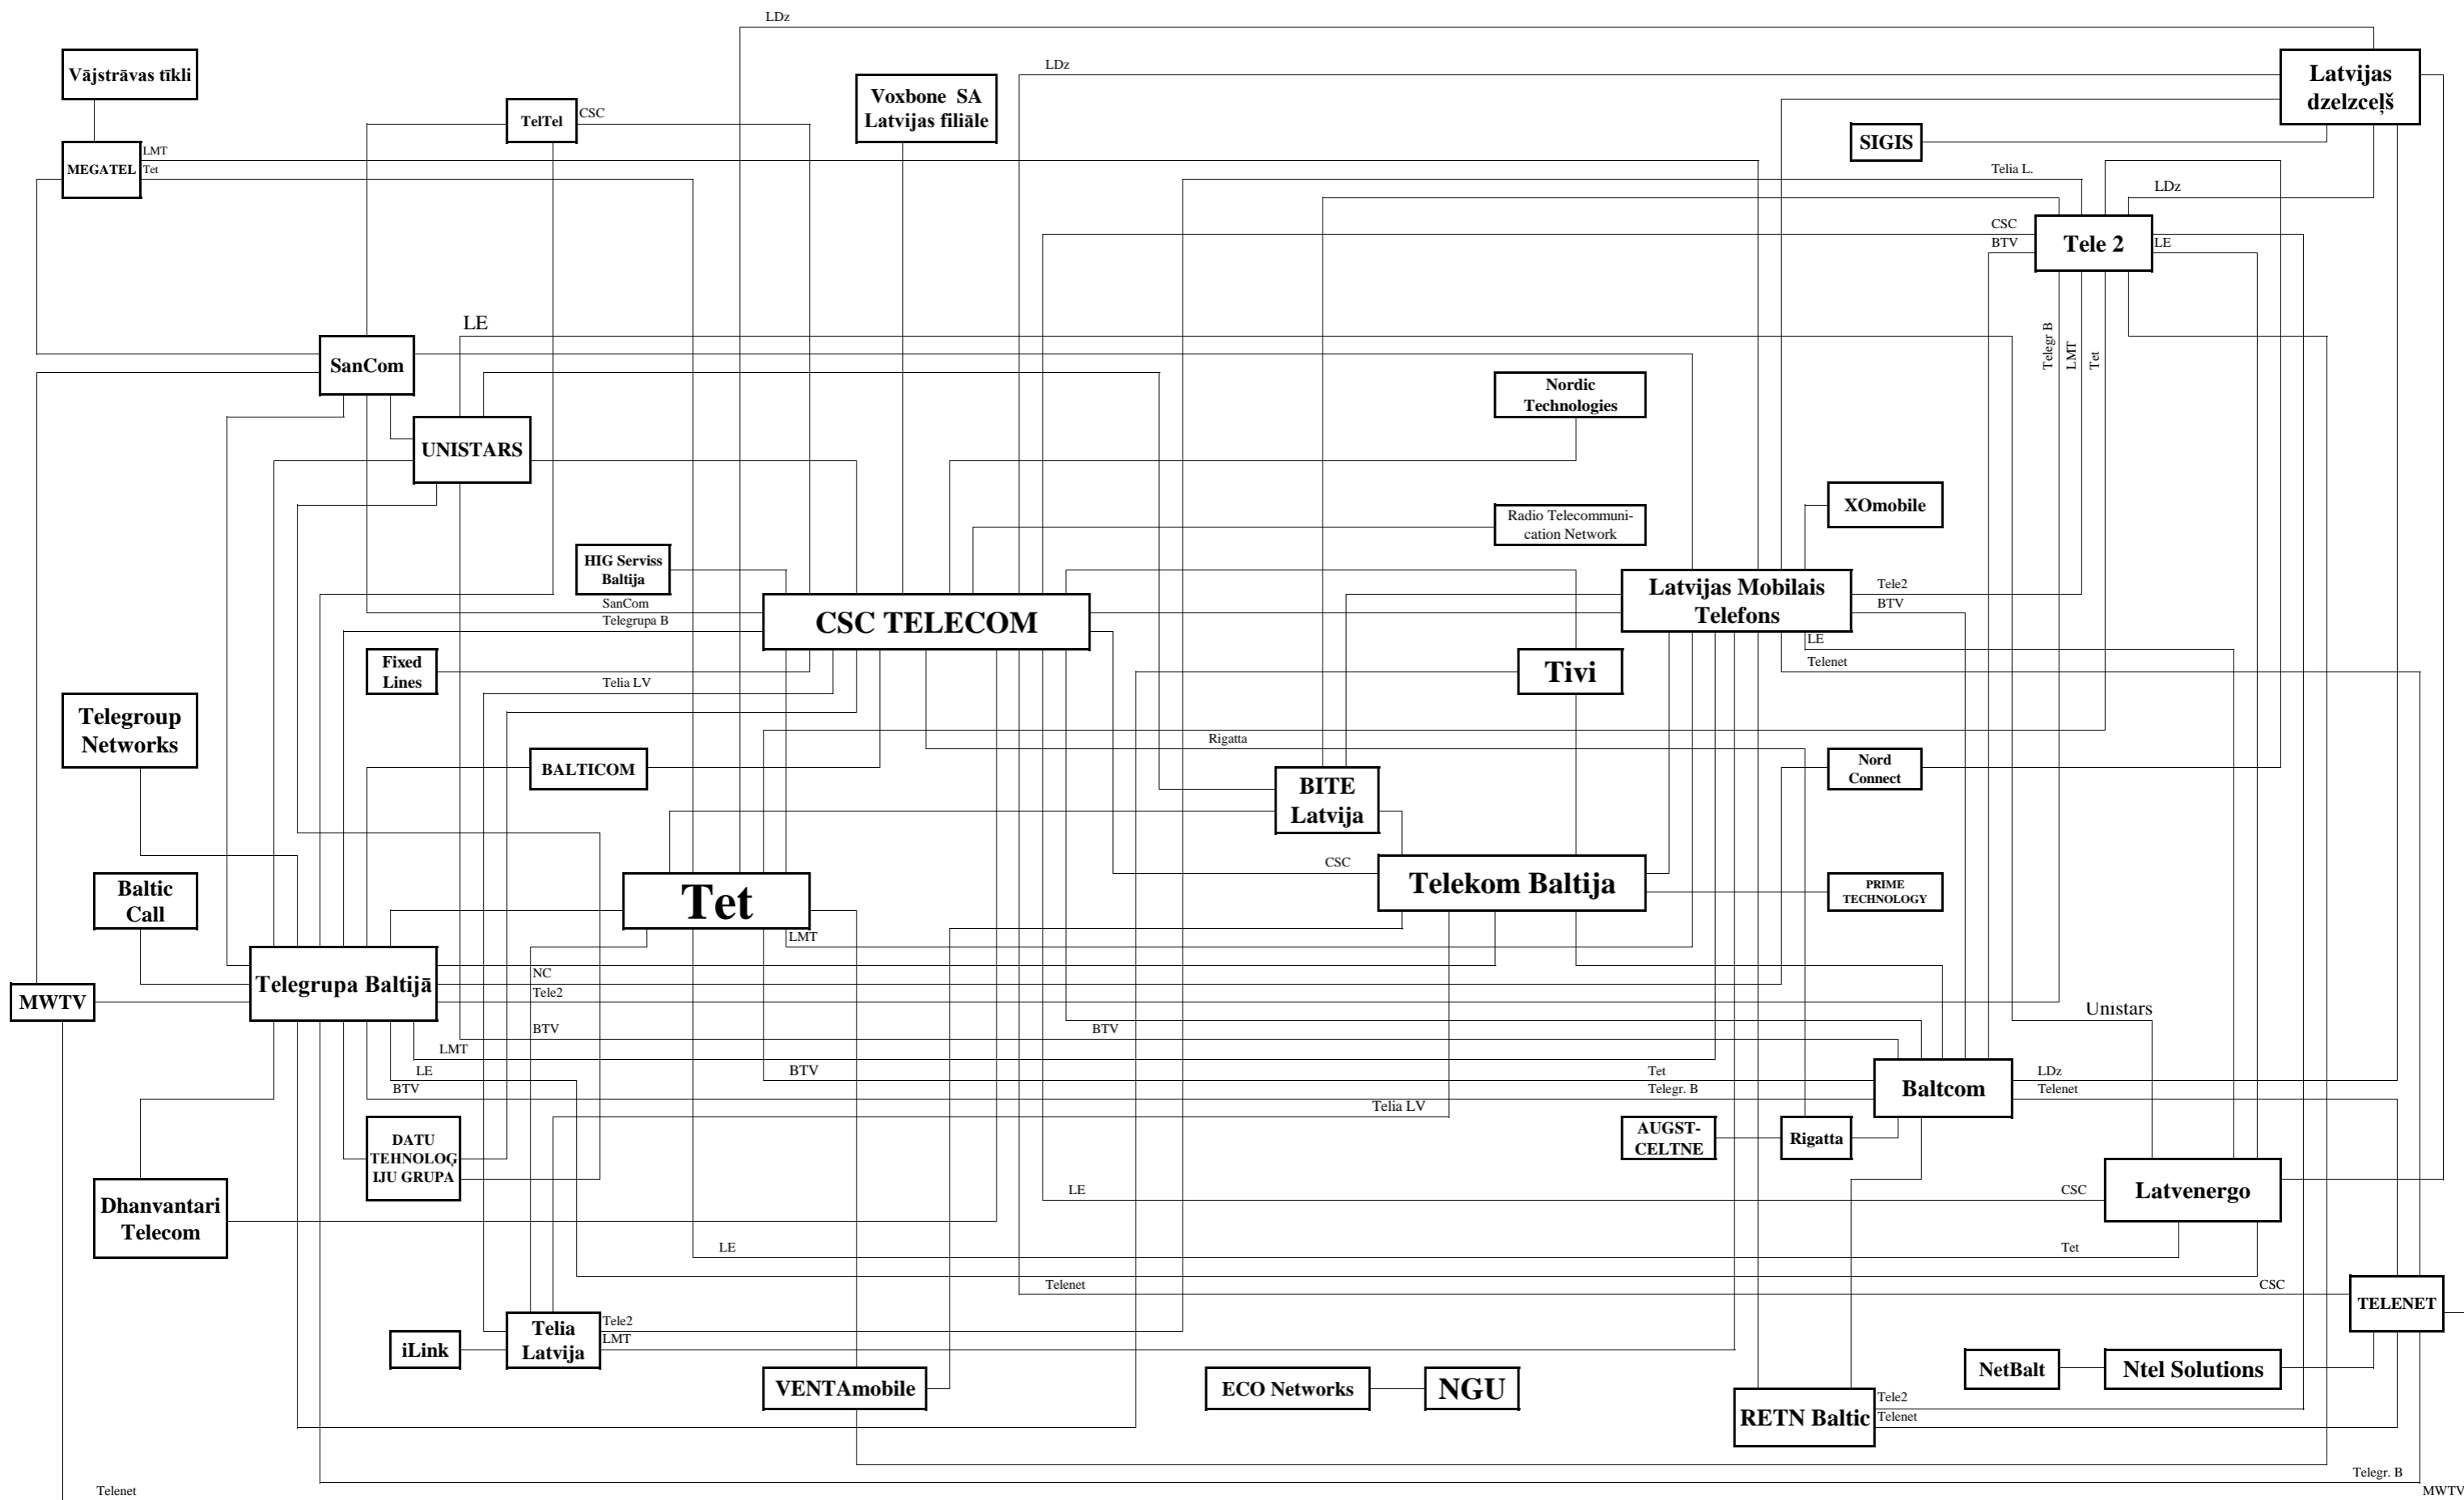 LDz
LDz
Vājstrāvas tīkli
Voxbone SA
Latvijas filiāle
Latvijas
dzelzceļš
TelTel
CSC
SIGIS
MEGATEL
LMT
Tet
Telia L.
LDz
CSC
BTV
Tele 2
LE
LE
Telegr B
LMT
Tet
SanCom
Nordic
Technologies
UNISTARS
XOmobile
Radio Telecommuni-
cation Network
HIG Serviss
Baltija
SanCom
Telegrupa B
CSC TELECOM
Latvijas Mobilais
Telefons
Tele2
BTV
LE
Telenet
Fixed
Lines
Telia LV
Tivi
Telegroup
Networks
Rigatta
BALTICOM
BITE
Latvija
Nord
Connect
CSC
Baltic
Call
Tet
Telekom Baltija
PRIME
TECHNOLOGY
LMT
Telegrupa Baltijā
NC
Tele2
MWTV
Unistars
BTV
BTV
LMT
LE
BTV
BTV
Tet
Telegr. B
Baltcom
LDz
Telenet
Telia LV
DATU
TEHNOLOĢ
IJU GRUPA
AUGST-
CELTNE
Rigatta
Dhanvantari
Telecom
LE
CSC
Latvenergo
LE
Tet
Telenet
CSC
TELENET
iLink
Telia
Latvija
Tele2
LMT
VENTAmobile
ECO Networks
NGU
NetBalt
Ntel Solutions
RETN Baltic
Tele2
Telenet
Telegr. B
Telenet
MWTV